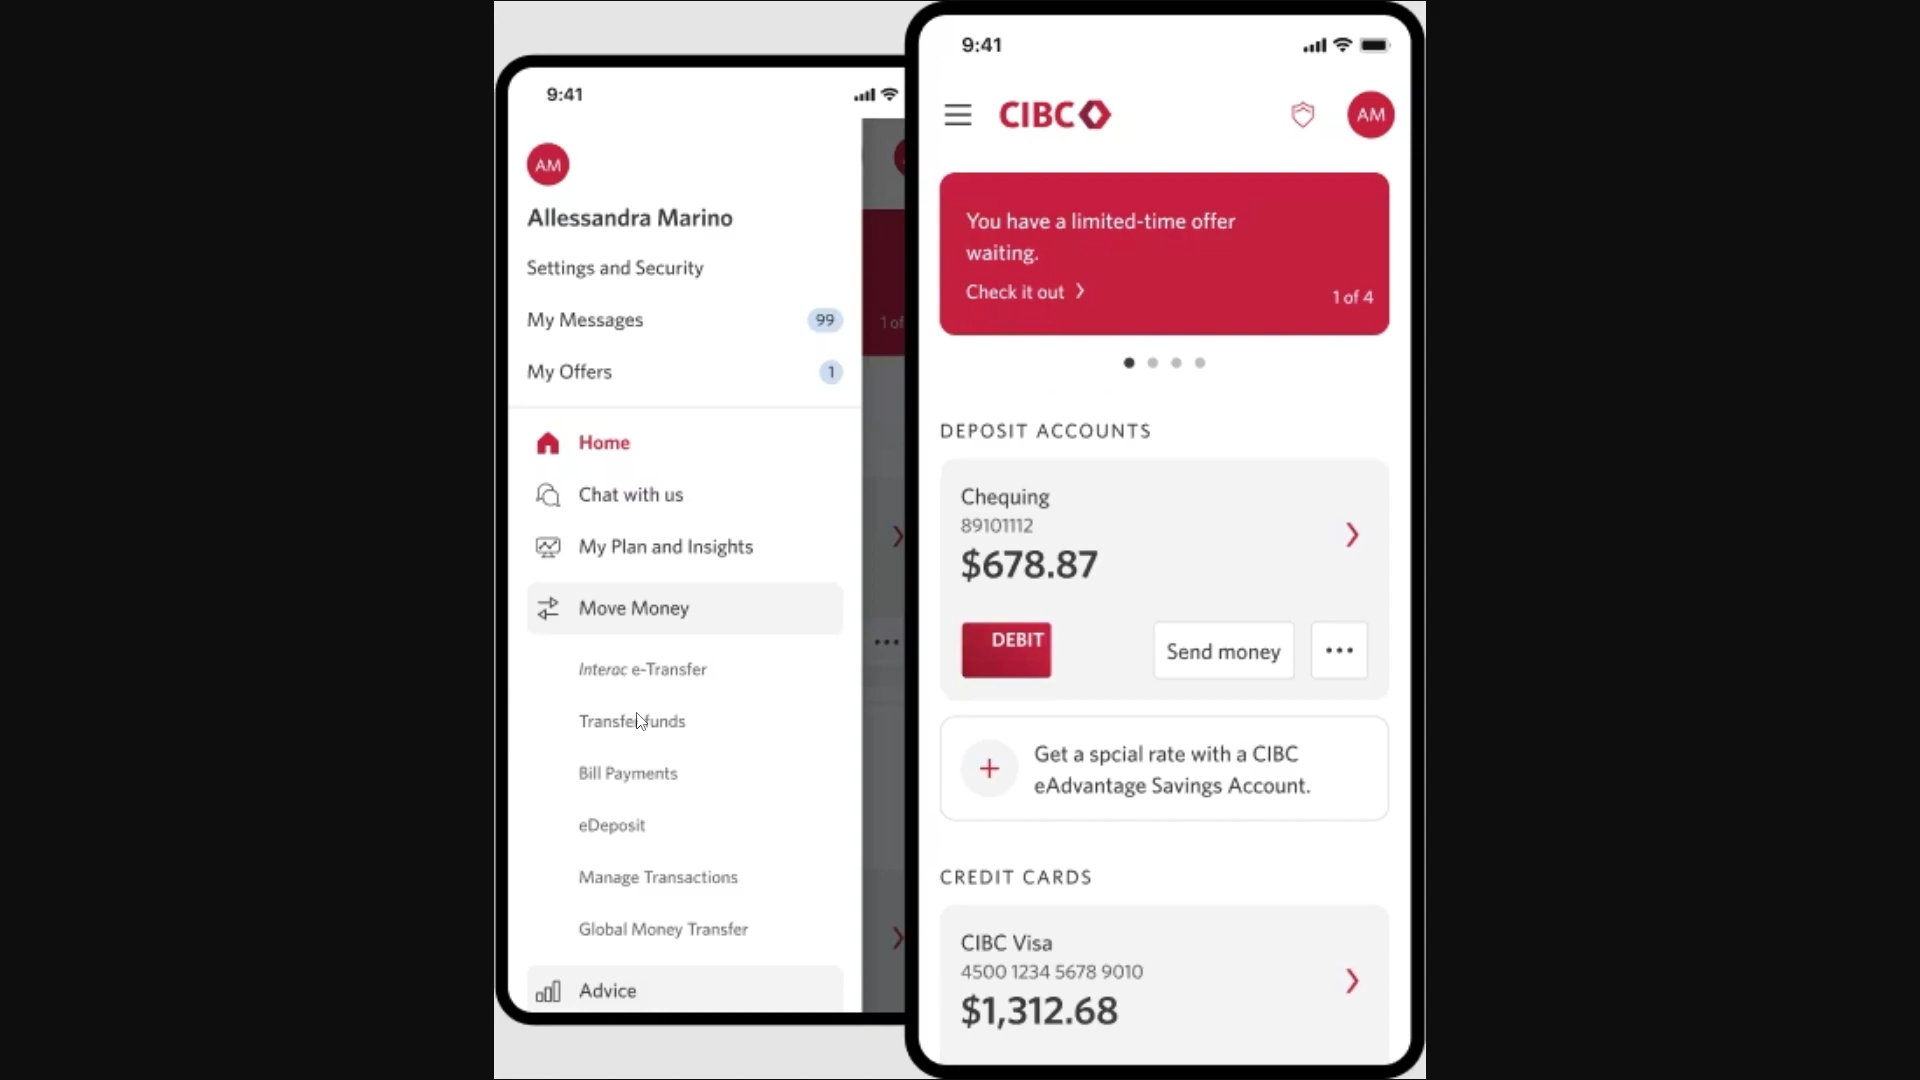 9:41
AM
Allessandra Marino
Settings and Security
My Messages 99
My Offers 1
Home
Chat with us
My Plan and Insights
Move Money
Interac e-Transfer
Transfer funds
Bill Payments
eDeposit
Manage Transactions
Global Money Transfer
Advice
1 of
9:41
CIBC
AM
You have a limited-time offer
waiting.
Check it out
1 of 4
DEPOSIT ACCOUNTS
Chequing
89101112
$678.87
DEBIT
Send money
Get a spcial rate with a CIBC
eAdvantage Savings Account.
CREDIT CARDS
CIBC Visa
4500 1234 5678 9010
$1,312.68